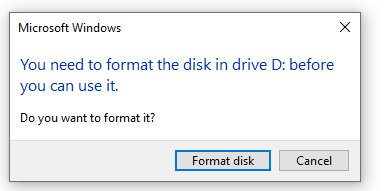 Microsoft Windows
You need to format the disk in drive D: before
you can use it.
Do you want to format it?
Format disk
Cancel